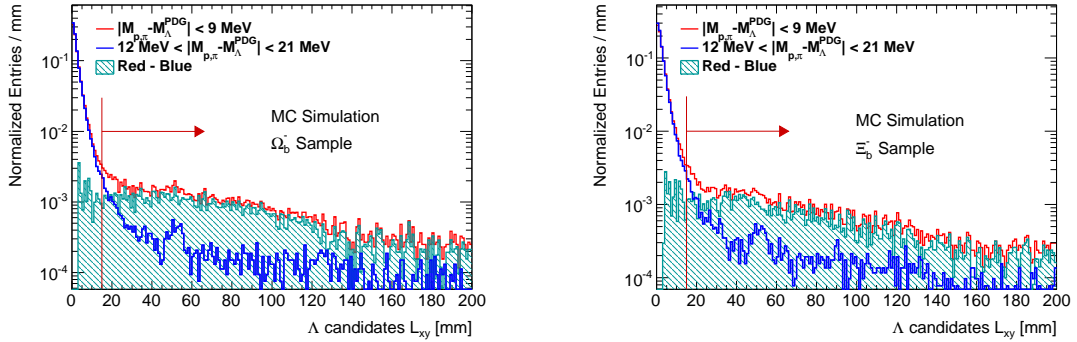 Normalized Entries / mm
10⁻¹
10⁻²
10⁻³
10⁻⁴
|M_{p,π}-M_Λ^{PDG}| < 9 MeV
12 MeV < |M_{p,π}-M_Λ^{PDG}| < 21 MeV
Red - Blue
MC Simulation
Ω_b^- Sample
0 20 40 60 80 100 120 140 160 180 200
Λ candidates L_{xy} [mm]
Normalized Entries / mm
10⁻¹
10⁻²
10⁻³
10⁻⁴
|M_{p,π}-M_Λ^{PDG}| < 9 MeV
12 MeV < |M_{p,π}-M_Λ^{PDG}| < 21 MeV
Red - Blue
MC Simulation
Ξ_b^- Sample
0 20 40 60 80 100 120 140 160 180 200
Λ candidates L_{xy} [mm]